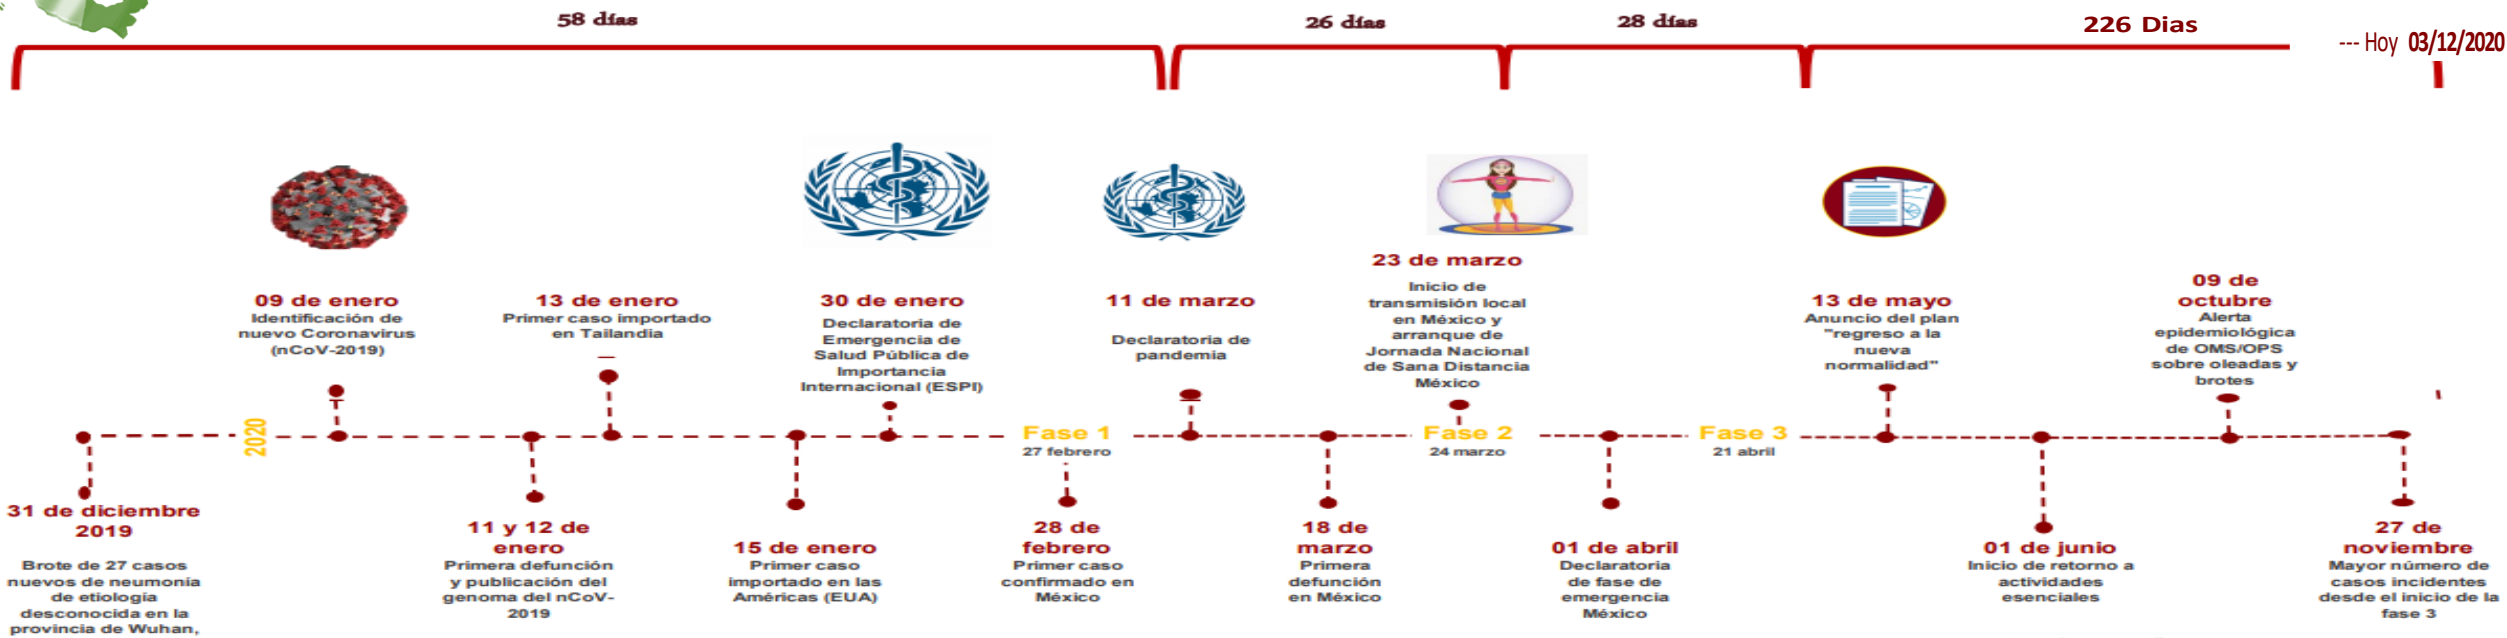 58 días
26 días
28 días
226 Dias
--- Hoy 03/12/2020
09 de enero
Identificación de
nuevo Coronavirus
(nCoV-2019)
13 de enero
Primer caso importado
en Tailandia
30 de enero
Declaratoria de
Emergencia de
Salud Pública de
Importancia
Internacional (ESPI)
11 de marzo
Declaratoria de
pandemia
23 de marzo
Inicio de
transmisión local
en México y
arranque de
Jornada Nacional
de Sana Distancia
México
13 de mayo
Anuncio del plan
"regreso a la
nueva
normalidad"
09 de
octubre
Alerta
epidemiológica
de OMS/OPS
sobre oleadas y
brotes
2020
Fase 1
27 febrero
Fase 2
24 marzo
Fase 3
21 abril
31 de diciembre
2019
Brote de 27 casos
nuevos de neumonía
de etiología
desconocida en la
provincia de Wuhan,
11 y 12 de
enero
Primera defunción
y publicación del
genoma del nCoV-
2019
15 de enero
Primer caso
importado en las
Américas (EUA)
28 de
febrero
Primer caso
confirmado en
México
18 de
marzo
Primera
defunción
en México
01 de abril
Declaratoria
de fase de
emergencia
México
01 de junio
Inicio de retorno a
actividades
esenciales
27 de
noviembre
Mayor número de
casos incidentes
desde el inicio de la
fase 3